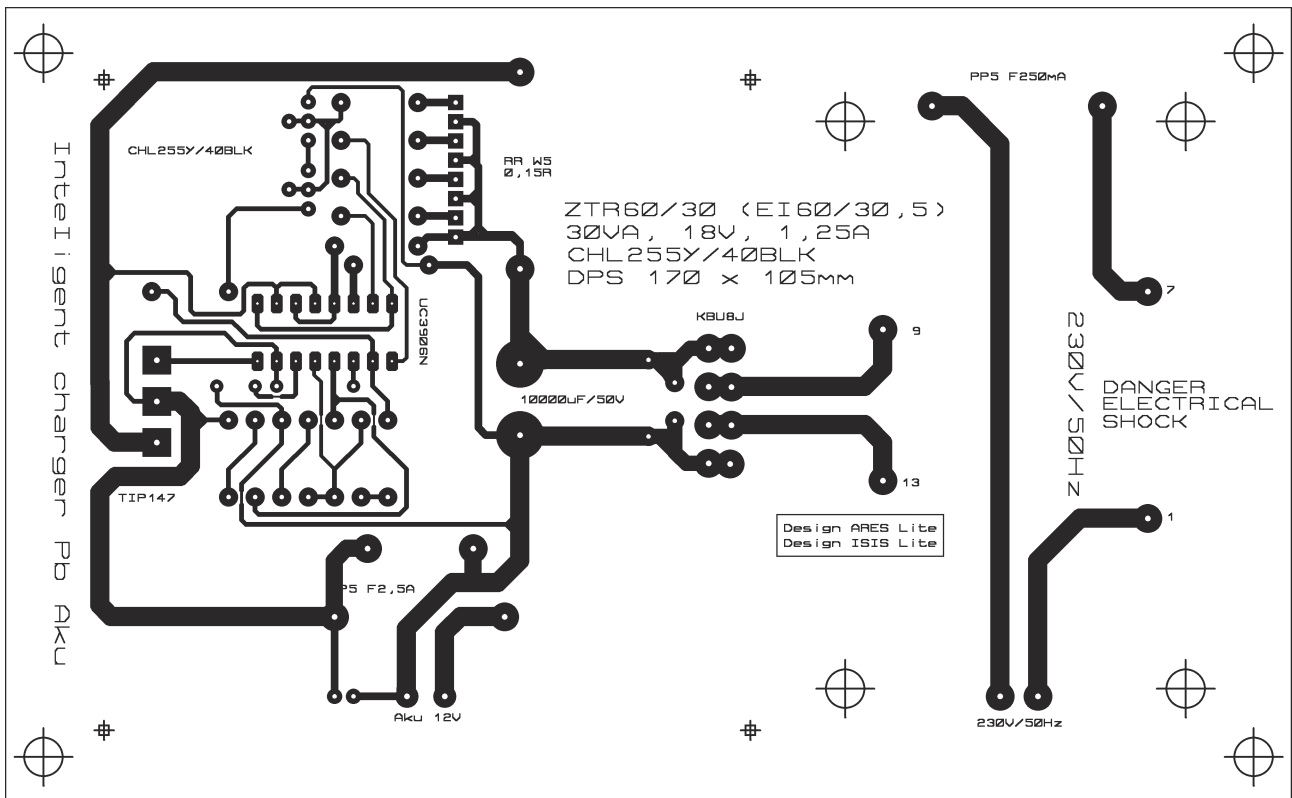 PP5 F250mA
CHL255Y/40BLK
RR W5
0,15R
ZTR60/30 (EI60/30,5)
30VA, 18V, 1,25A
CHL255Y/40BLK
DPS 170 x 105mm
7
UC3906N
KBU8J
9
230V/50Hz
DANGER
ELECTRICAL
SHOCK
10000uF/50V
Inteligent charger Pb Aku
TIP147
13
1
Design ARES Lite
Design ISIS Lite
P5 F2,5A
Aku 12V
230V/50Hz